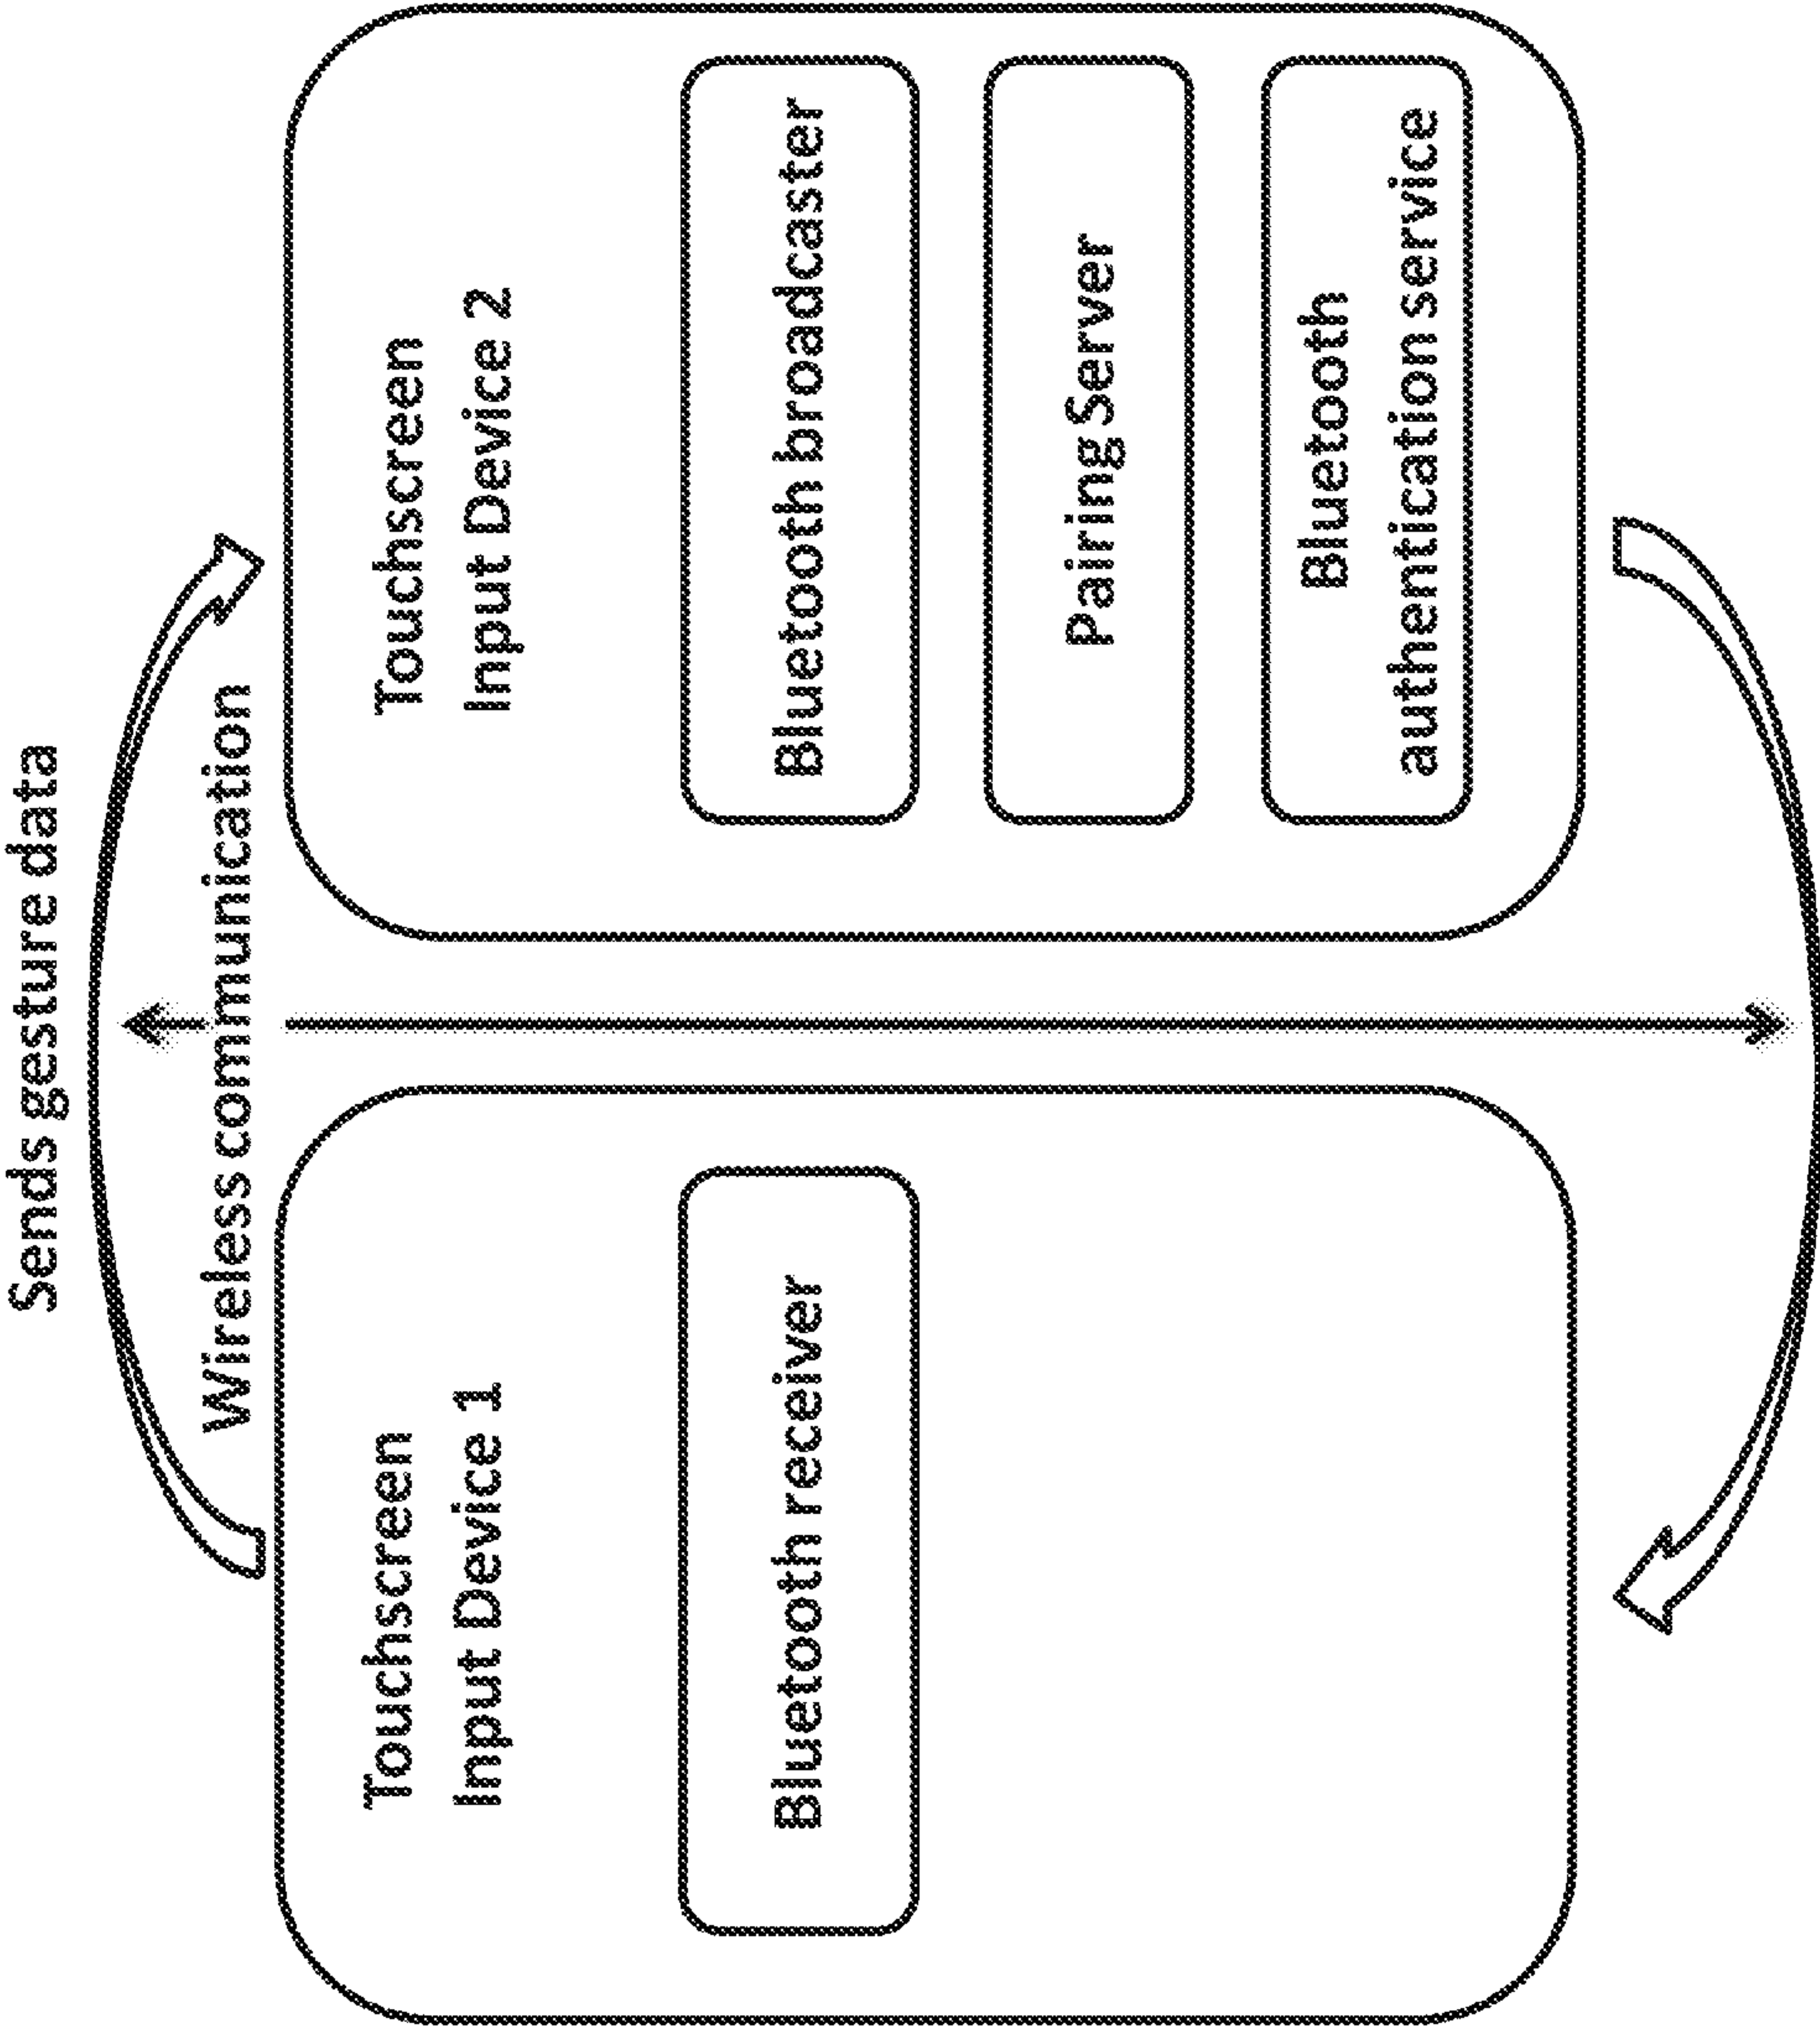 Sends gesture data
Wireless communication
Touchscreen
Input Device 1
Bluetooth receiver
Touchscreen
Input Device 2
Bluetooth broadcaster
Pairing Server
Bluetooth
authentication service